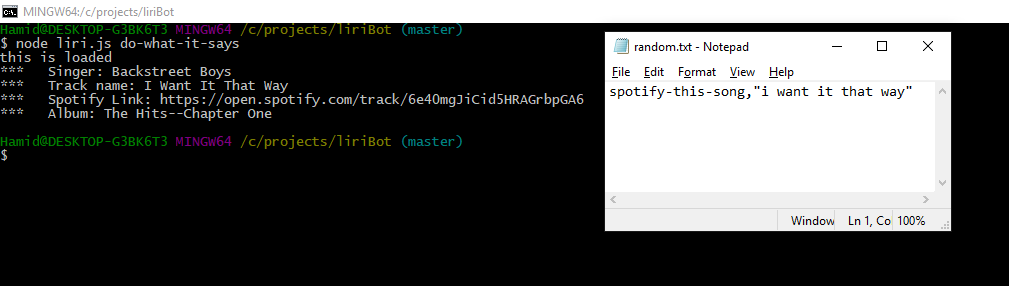 MINGW64:/c/projects/liriBot
Hamid@DESKTOP-G3BK6T3 MINGW64 /c/projects/liriBot (master)
$ node liri.js do-what-it-says
this is loaded
***   Singer: Backstreet Boys
***   Track name: I Want It That Way
***   Spotify Link: https://open.spotify.com/track/6e40mgJiCid5HRAGrbpGA6
***   Album: The Hits--Chapter One
Hamid@DESKTOP-G3BK6T3 MINGW64 /c/projects/liriBot (master)
$
random.txt - Notepad
File Edit Format View Help
spotify-this-song,"i want it that way"
Window Ln 1, Co 100%